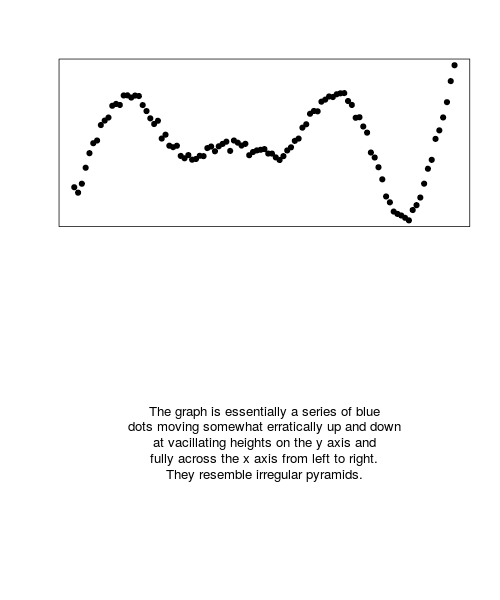 The graph is essentially a series of blue
dots moving somewhat erratically up and down
at vacillating heights on the y axis and
fully across the x axis from left to right.
They resemble irregular pyramids.